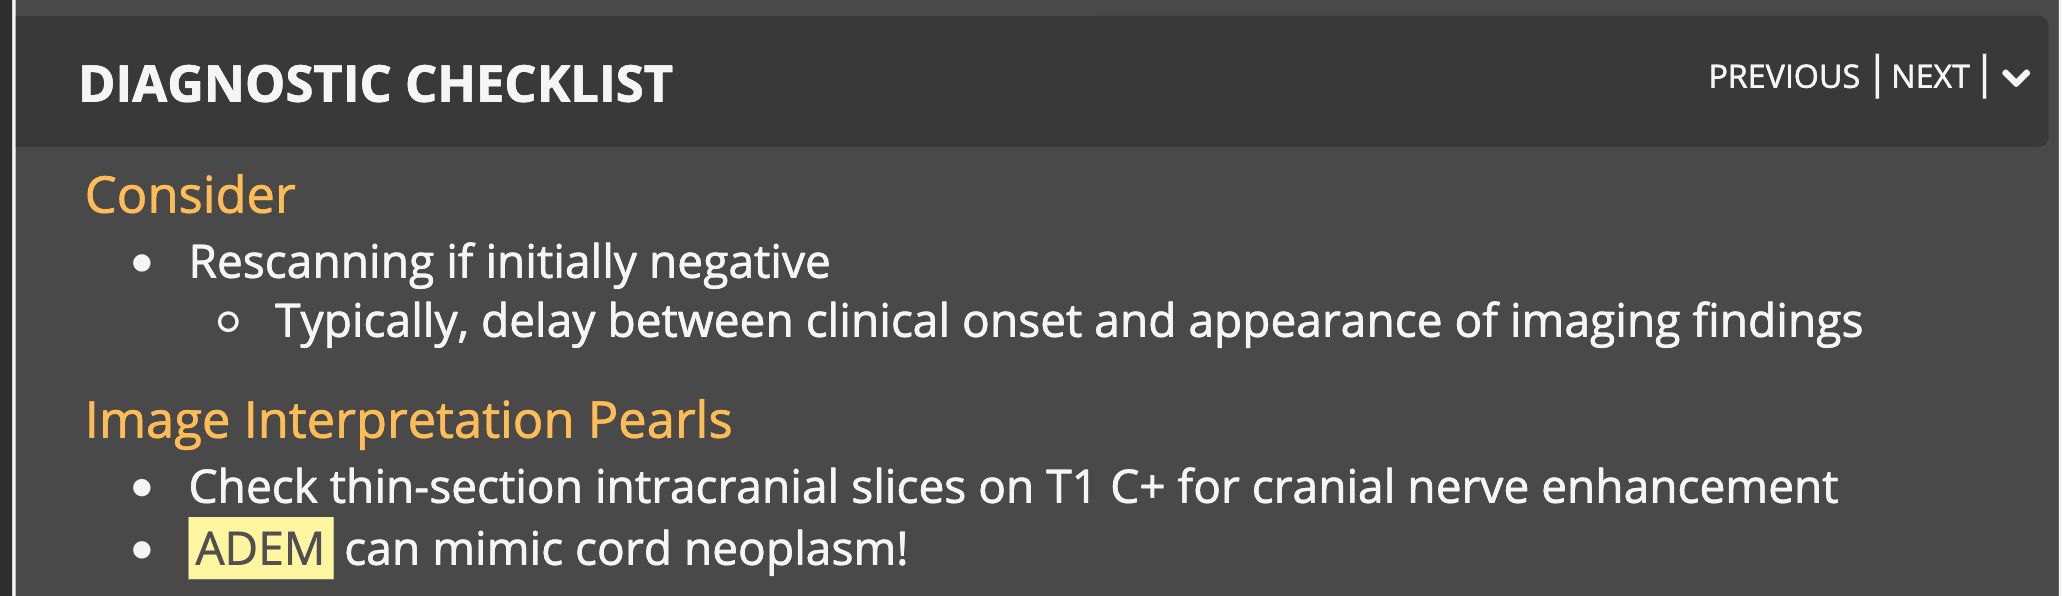 DIAGNOSTIC CHECKLIST
PREVIOUS | NEXT |
Consider
• Rescanning if initially negative
○ Typically, delay between clinical onset and appearance of imaging findings
Image Interpretation Pearls
• Check thin-section intracranial slices on T1 C+ for cranial nerve enhancement
• ADEM can mimic cord neoplasm!